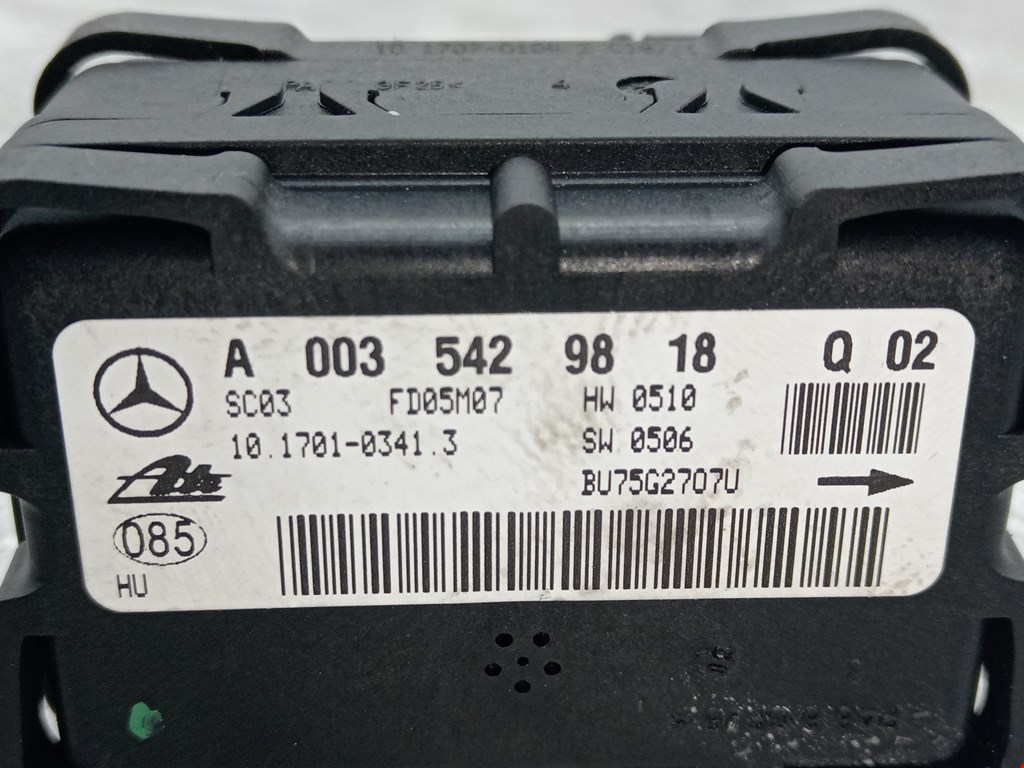 A 003 542 98 18 Q 02
SC03 FD05M07 HW 0510
10.1701-0341.3 SW 0506
Ate BU75G2707U
085
HU